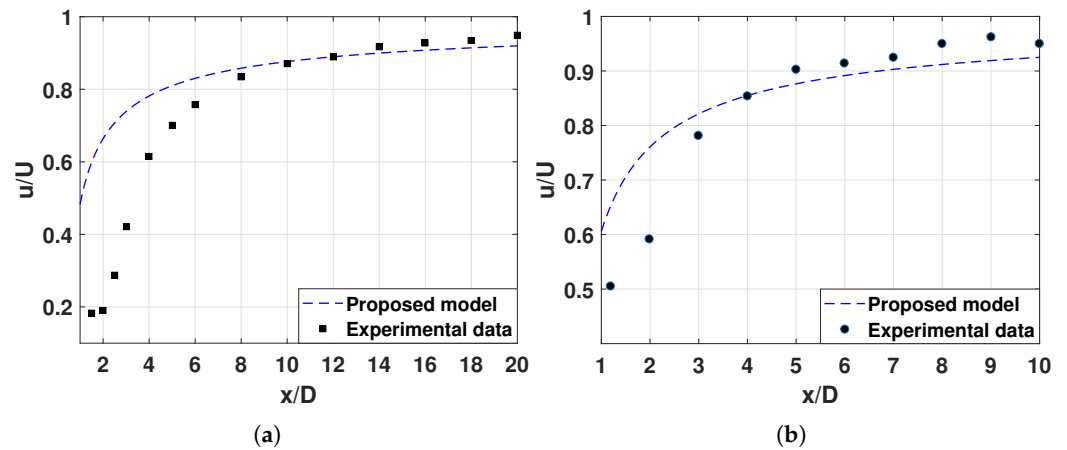 1
0.8
0.6
0.4
0.2
u/U
2 4 6 8 10 12 14 16 18 20
x/D
Proposed model
Experimental data
(a)
1
0.9
0.8
0.7
0.6
0.5
u/U
1 2 3 4 5 6 7 8 9 10
x/D
Proposed model
Experimental data
(b)